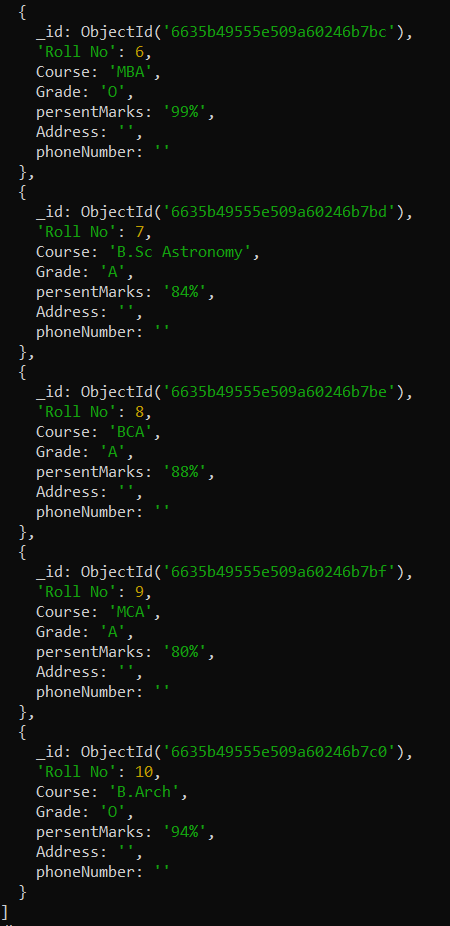 {
_id: ObjectId('6635b49555e509a60246b7bc'),
'Roll No': 6,
Course: 'MBA',
Grade: 'O',
persentMarks: '99%',
Address: '',
phoneNumber: ''
},
{
_id: ObjectId('6635b49555e509a60246b7bd'),
'Roll No': 7,
Course: 'B.Sc Astronomy',
Grade: 'A',
persentMarks: '84%',
Address: '',
phoneNumber: ''
},
{
_id: ObjectId('6635b49555e509a60246b7be'),
'Roll No': 8,
Course: 'BCA',
Grade: 'A',
persentMarks: '88%',
Address: '',
phoneNumber: ''
},
{
_id: ObjectId('6635b49555e509a60246b7bf'),
'Roll No': 9,
Course: 'MCA',
Grade: 'A',
persentMarks: '80%',
Address: '',
phoneNumber: ''
},
{
_id: ObjectId('6635b49555e509a60246b7c0'),
'Roll No': 10,
Course: 'B.Arch',
Grade: 'O',
persentMarks: '94%',
Address: '',
phoneNumber: ''
}
]